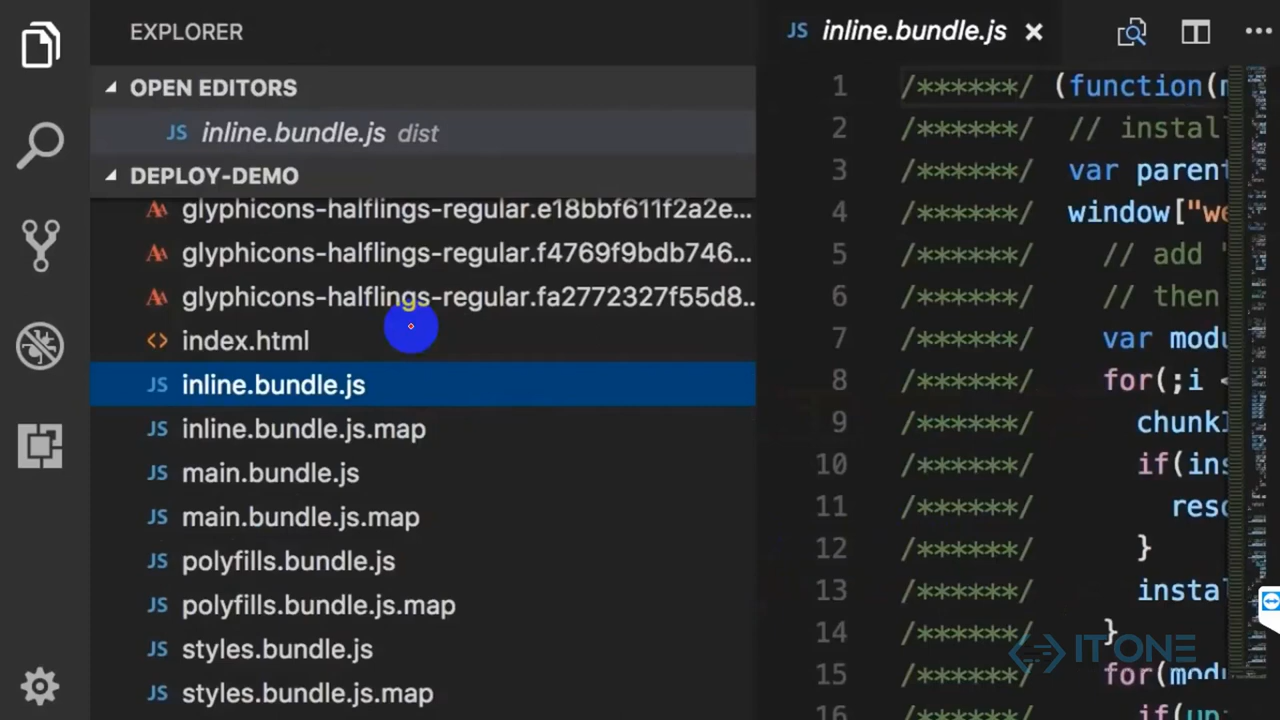 EXPLORER
OPEN EDITORS
JS inline.bundle.js dist
DEPLOY-DEMO
glyphicons-halflings-regular.e18bbf611f2a2e...
glyphicons-halflings-regular.f4769f9bdb746...
glyphicons-halflings-regular.fa2772327f55d8..
<> index.html
JS inline.bundle.js
JS inline.bundle.js.map
JS main.bundle.js
JS main.bundle.js.map
JS polyfills.bundle.js
JS polyfills.bundle.js.map
JS styles.bundle.js
JS styles.bundle.js.map
JS inline.bundle.js
1 /******/ (function(
2 /******/ // instal
3 /******/ var parent
4 /******/ window["we
5 /******/ // add
6 /******/ // then
7 /******/ var modu
8 /******/ for(;i <
9 /******/ chunk
10 /******/ if(ins
11 /******/ reso
12 /******/ }
13 /******/ instal
14 /******/ }
15 /******/ for(modu
16 if(
IT ONE